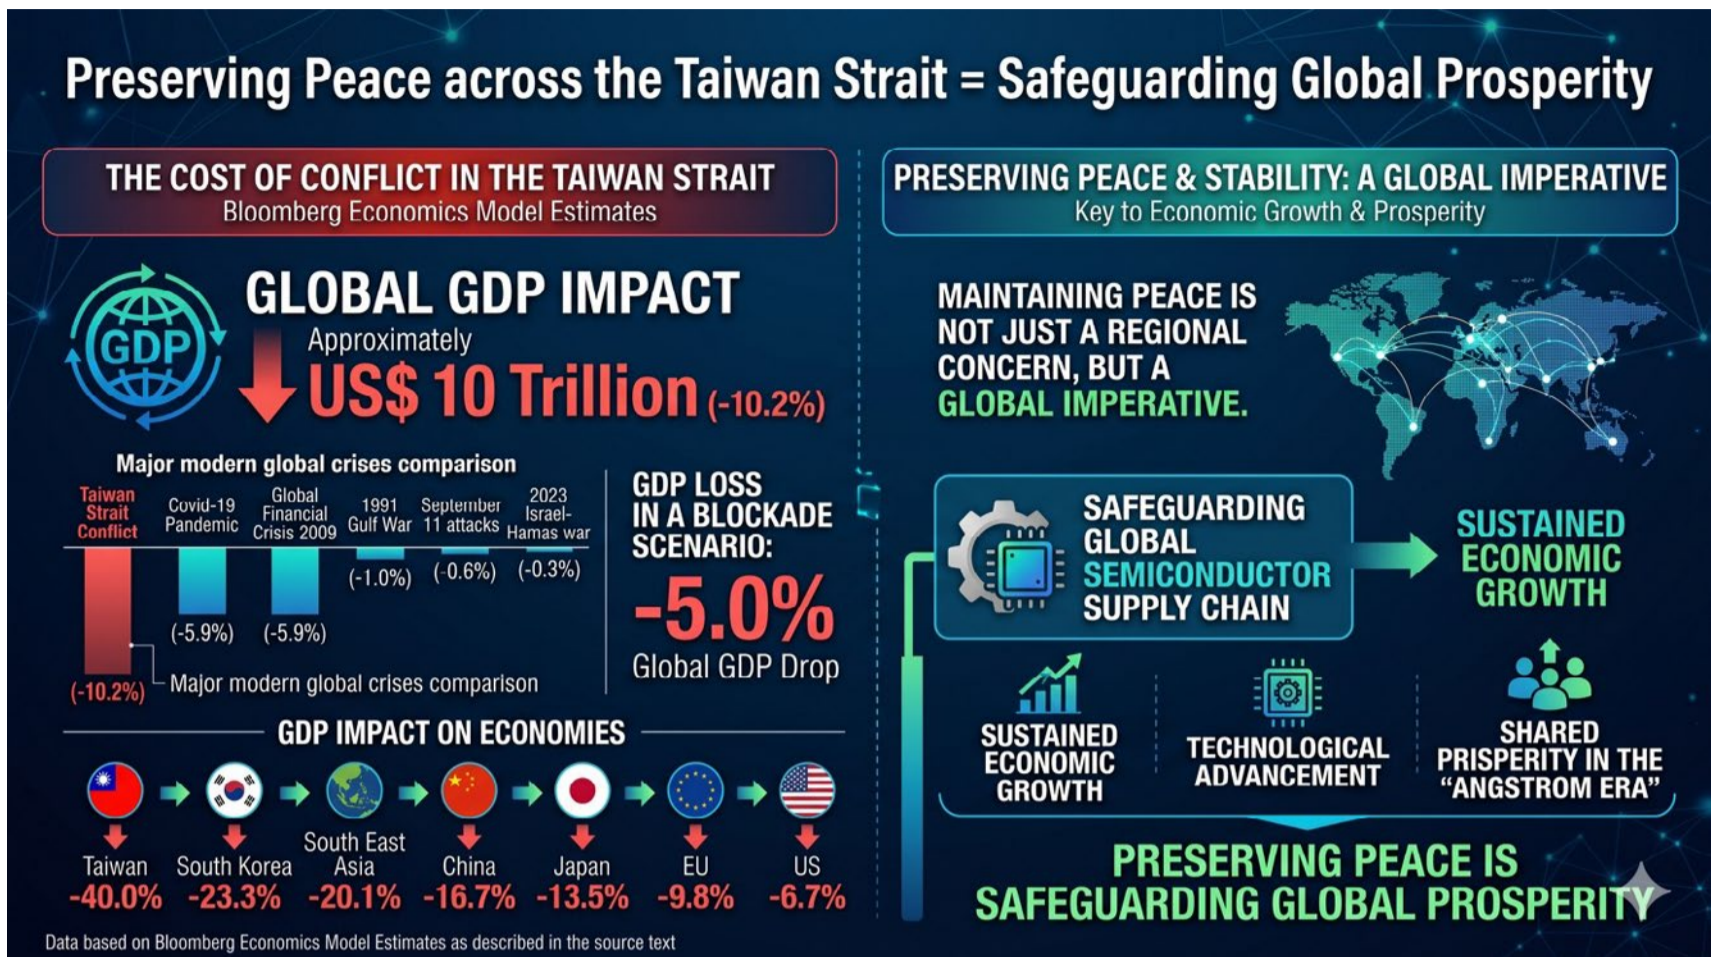 Preserving Peace across the Taiwan Strait = Safeguarding Global Prosperity
THE COST OF CONFLICT IN THE TAIWAN STRAIT
Bloomberg Economics Model Estimates
GDP
GLOBAL GDP IMPACT
Approximately
US$ 10 Trillion (-10.2%)
Major modern global crises comparison
Taiwan
Strait
Conflict
Covid-19
Pandemic
Global
Financial
Crisis 2009
1991
Gulf War
September
11 attacks
2023
Israel-
Hamas war
(-10.2%)
(-5.9%)
(-5.9%)
(-1.0%)
(-0.6%)
(-0.3%)
Major modern global crises comparison
GDP LOSS
IN A BLOCKADE
SCENARIO:
-5.0%
Global GDP Drop
GDP IMPACT ON ECONOMIES
Taiwan
-40.0%
South Korea
-23.3%
South East
Asia
-20.1%
China
-16.7%
Japan
-13.5%
EU
-9.8%
US
-6.7%
Data based on Bloomberg Economics Model Estimates as described in the source text
PRESERVING PEACE & STABILITY: A GLOBAL IMPERATIVE
Key to Economic Growth & Prosperity
MAINTAINING PEACE IS
NOT JUST A REGIONAL
CONCERN, BUT A
GLOBAL IMPERATIVE.
SAFEGUARDING
GLOBAL
SEMICONDUCTOR
SUPPLY CHAIN
SUSTAINED
ECONOMIC
GROWTH
SUSTAINED
ECONOMIC
GROWTH
TECHNOLOGICAL
ADVANCEMENT
SHARED
PRISPERITY IN THE
“ANGSTROM ERA”
PRESERVING PEACE IS
SAFEGUARDING GLOBAL PROSPERITY